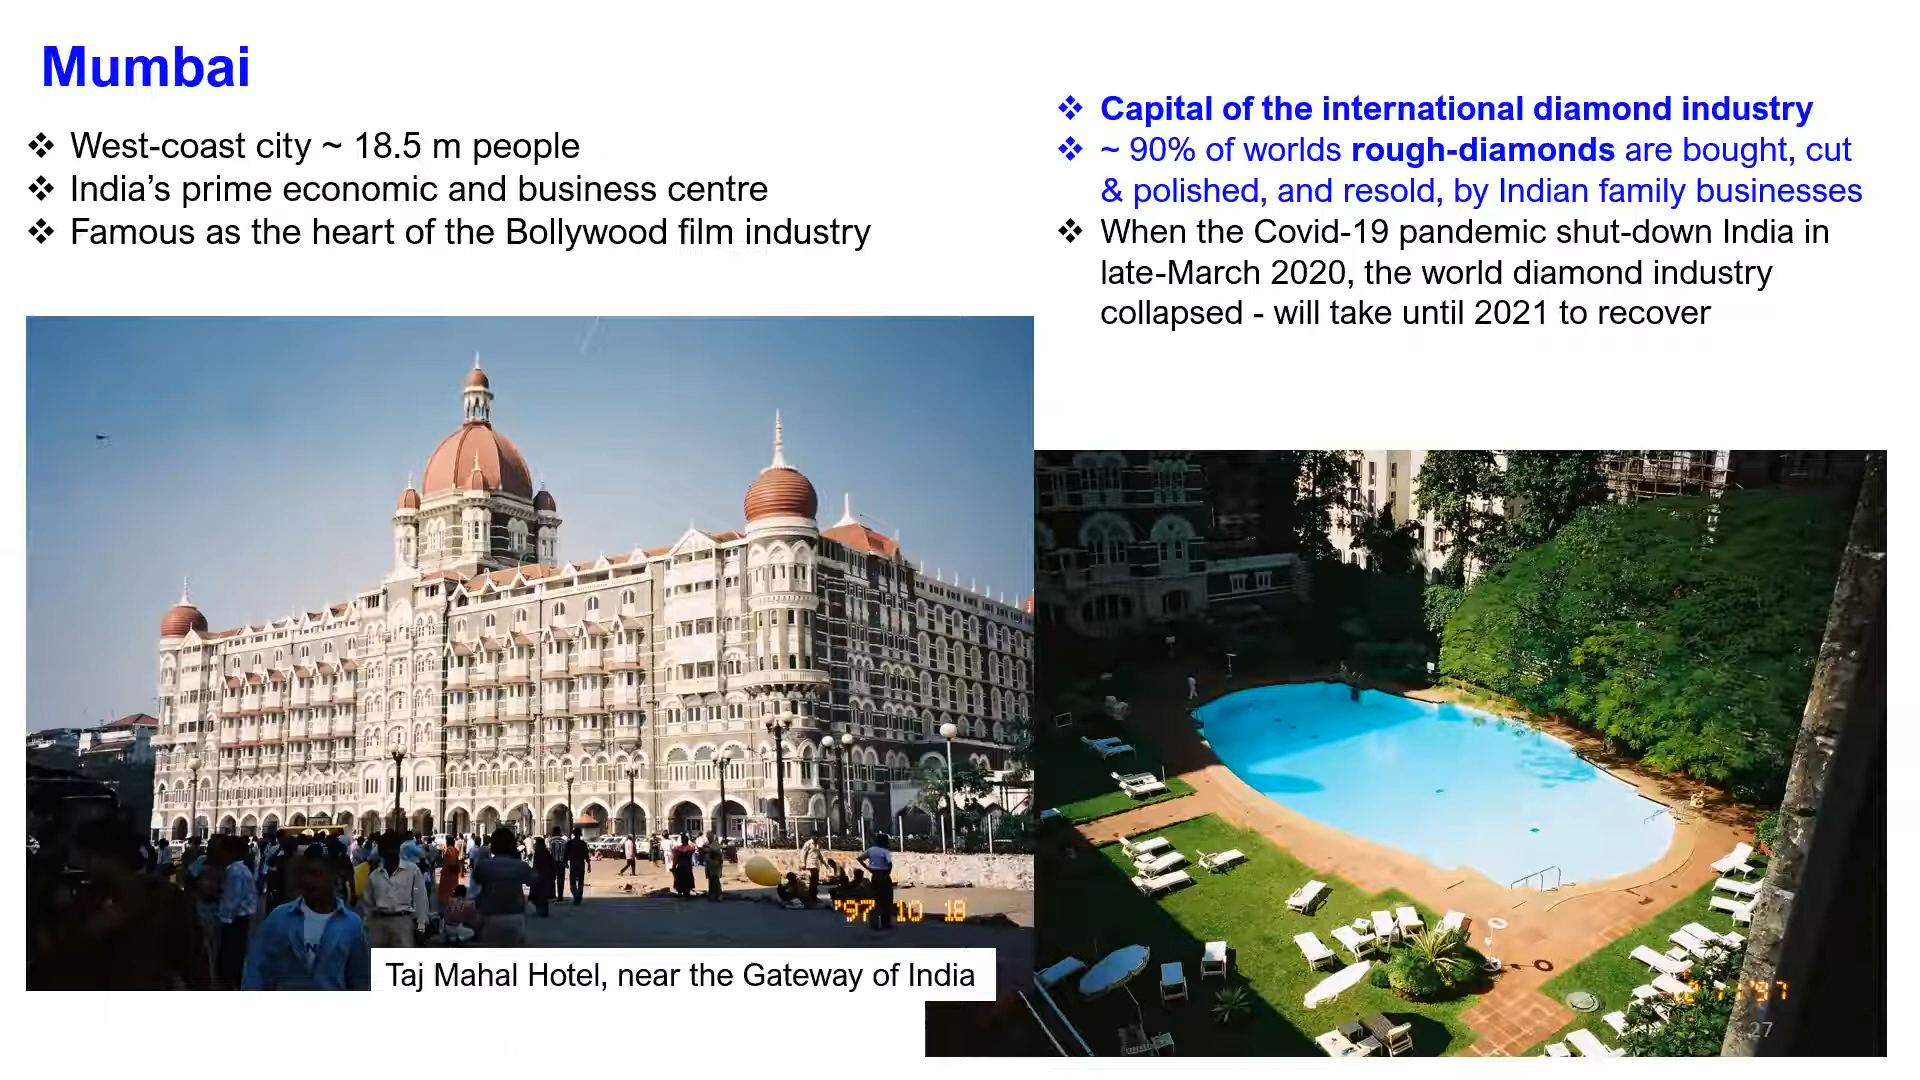 Mumbai
❖ West-coast city ~ 18.5 m people
❖ India’s prime economic and business centre
❖ Famous as the heart of the Bollywood film industry
❖ Capital of the international diamond industry
❖ ~ 90% of worlds rough-diamonds are bought, cut
& polished, and resold, by Indian family businesses
❖ When the Covid-19 pandemic shut-down India in
late-March 2020, the world diamond industry
collapsed - will take until 2021 to recover
'97 10 18
Taj Mahal Hotel, near the Gateway of India
'97
27